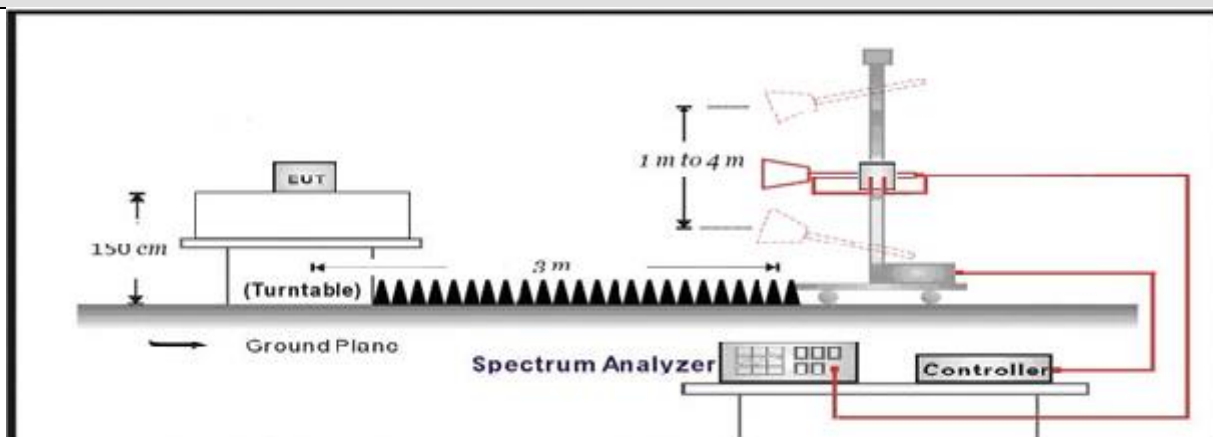 1 m to 4 m
EUT
150 cm
3 m
(Turntable)
Ground Plane
Spectrum Analyzer
Controller